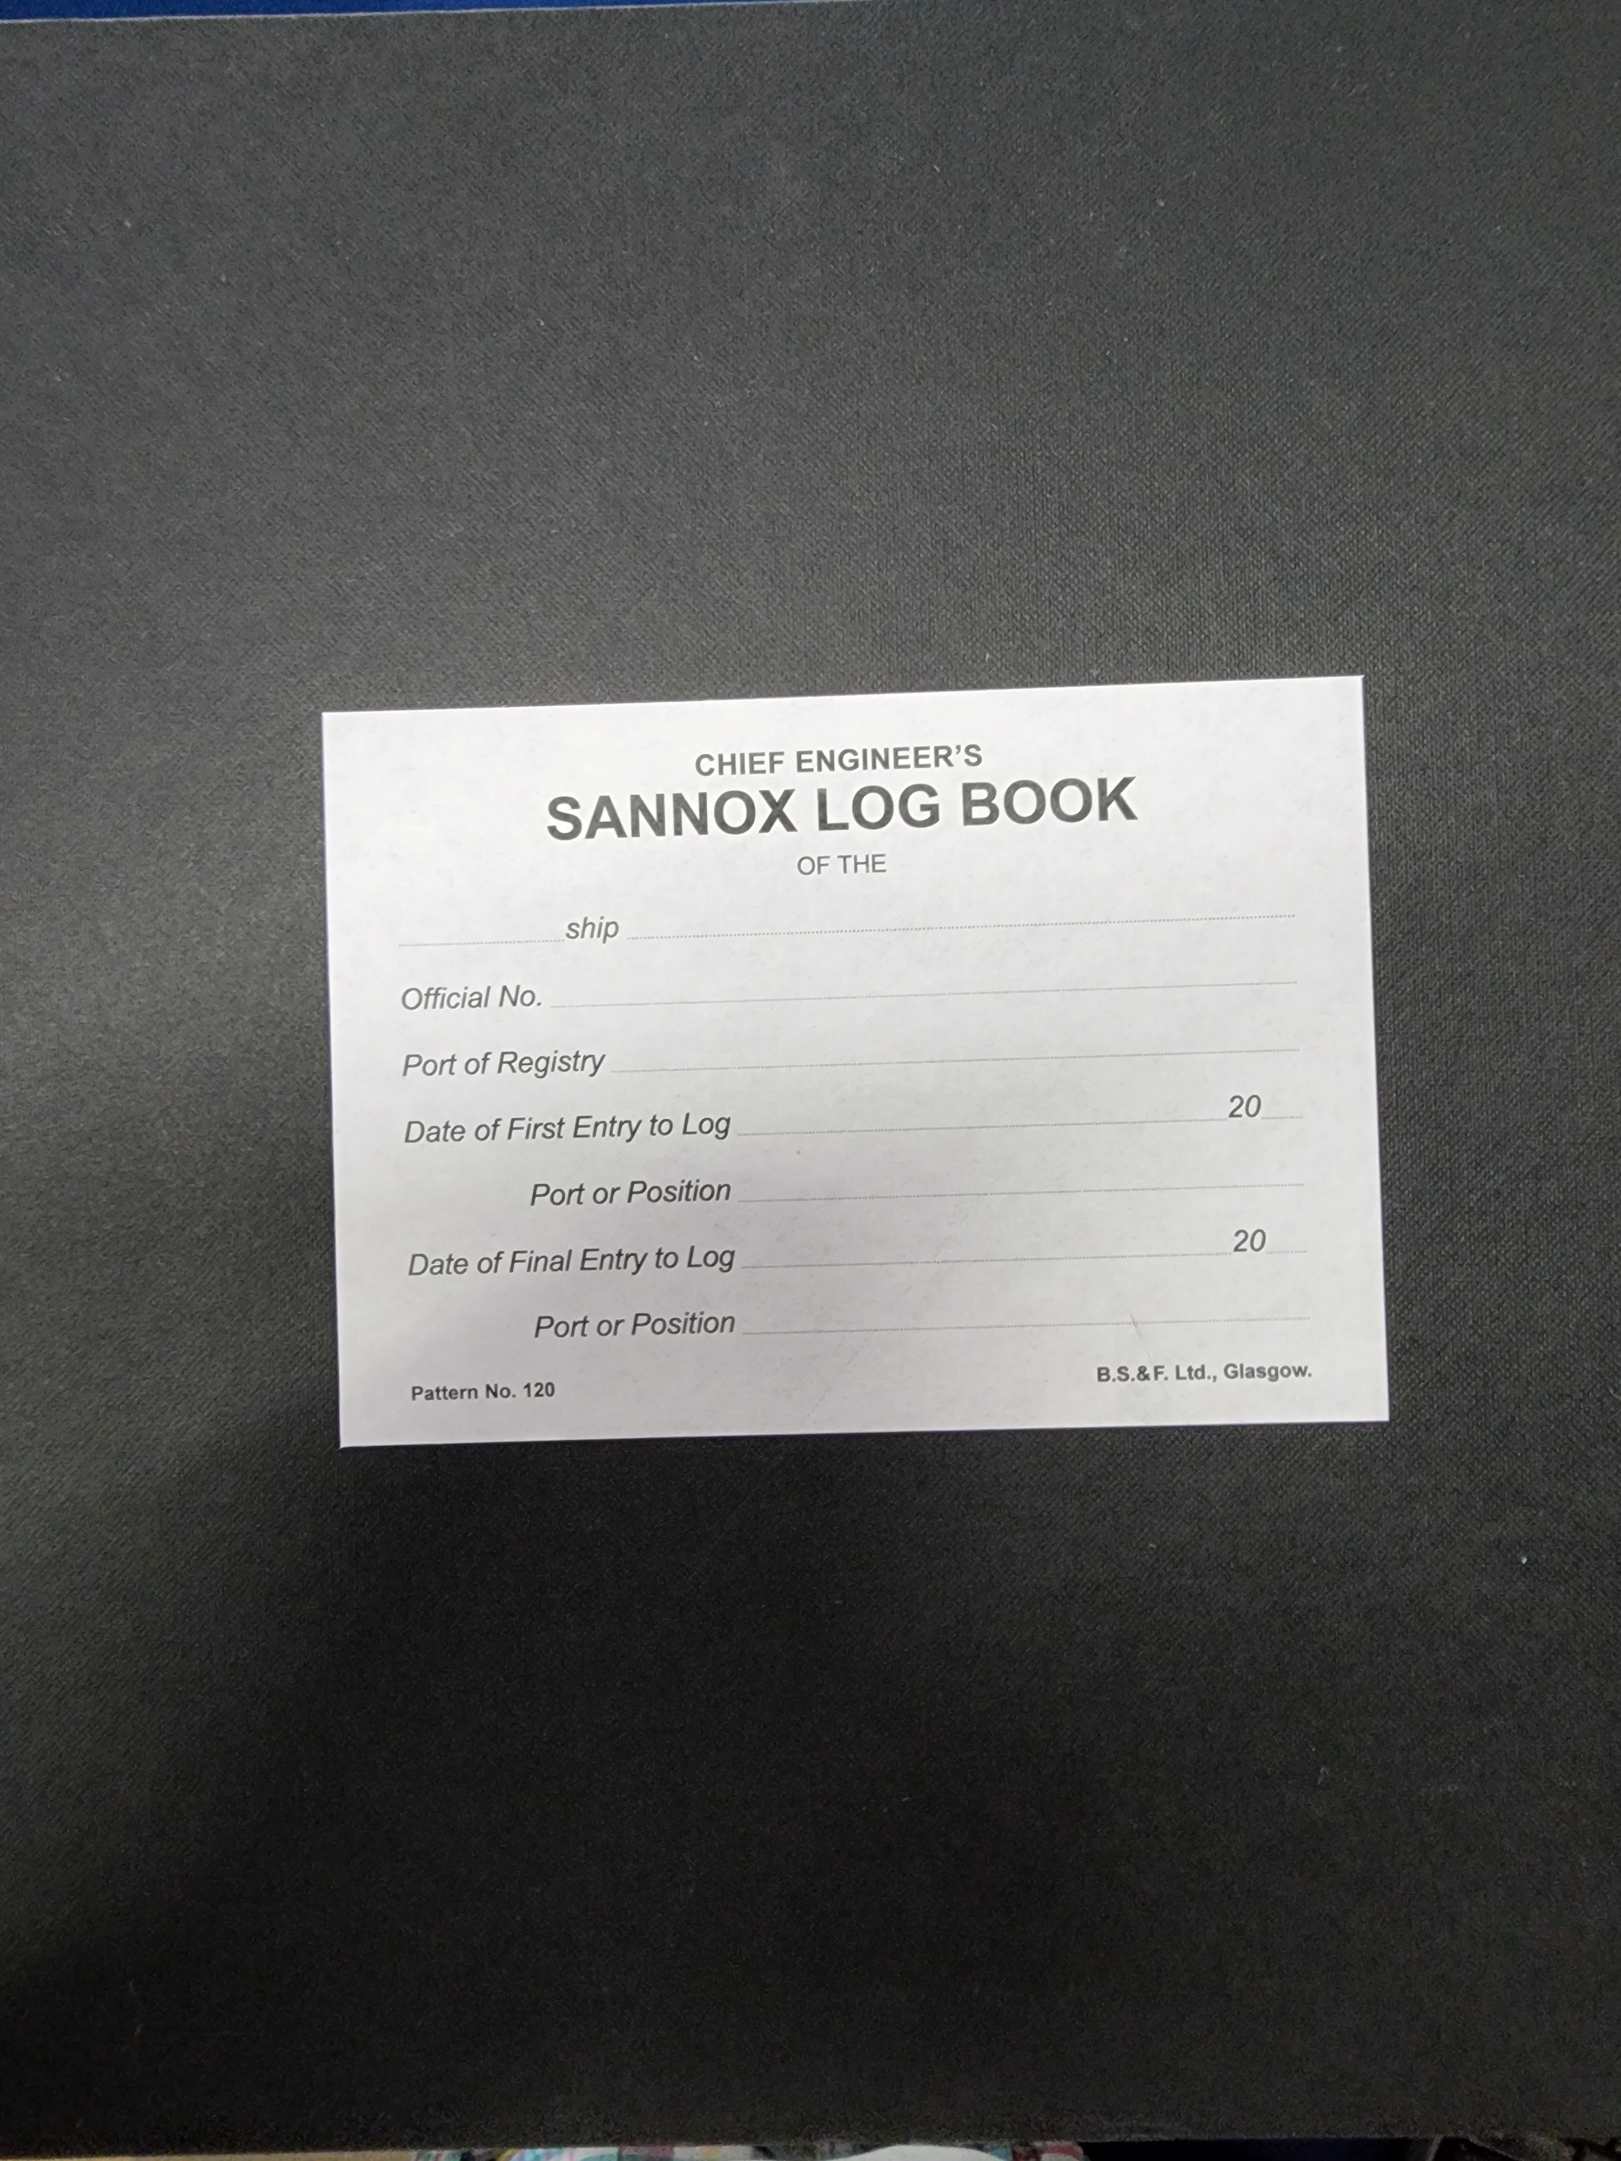 CHIEF ENGINEER’S
SANNOX LOG BOOK
OF THE
ship
Official No.
Port of Registry
Date of First Entry to Log 20
Port or Position
Date of Final Entry to Log 20
Port or Position
Pattern No. 120 B.S.&F. Ltd., Glasgow.